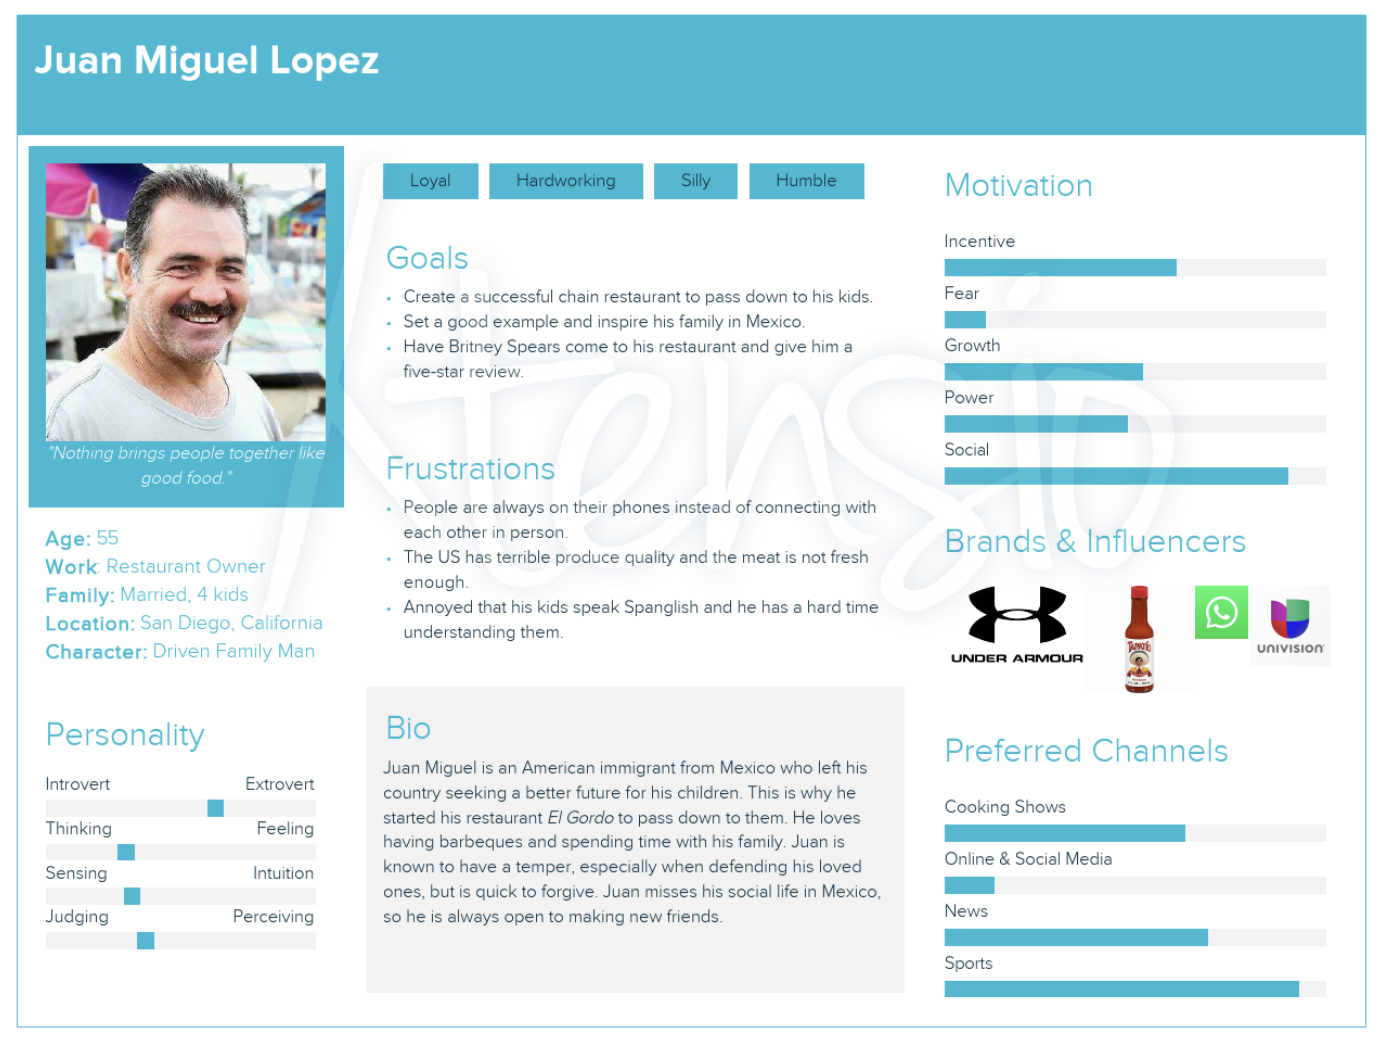 Juan Miguel Lopez
"Nothing brings people together like
good food."
Age: 55
Work: Restaurant Owner
Family: Married, 4 kids
Location: San Diego, California
Character: Driven Family Man
Personality
Introvert Extrovert
Thinking Feeling
Sensing Intuition
Judging Perceiving
Loyal Hardworking Silly Humble
Goals
• Create a successful chain restaurant to pass down to his kids.
• Set a good example and inspire his family in Mexico.
• Have Britney Spears come to his restaurant and give him a
five-star review.
Frustrations
• People are always on their phones instead of connecting with
each other in person.
• The US has terrible produce quality and the meat is not fresh
enough.
• Annoyed that his kids speak Spanglish and he has a hard time
understanding them.
Bio
Juan Miguel is an American immigrant from Mexico who left his
country seeking a better future for his children. This is why he
started his restaurant El Gordo to pass down to them. He loves
having barbeques and spending time with his family. Juan is
known to have a temper, especially when defending his loved
ones, but is quick to forgive. Juan misses his social life in Mexico,
so he is always open to making new friends.
Motivation
Incentive
Fear
Growth
Power
Social
Brands & Influencers
UNDER ARMOUR
TAPATÍO
UNIVISION
Preferred Channels
Cooking Shows
Online & Social Media
News
Sports
Xtensio